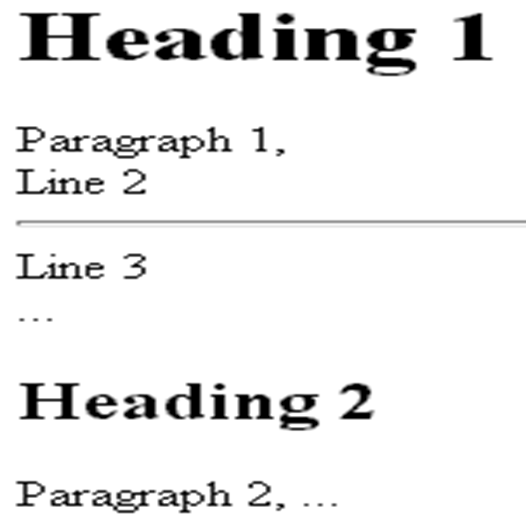 Heading 1
Paragraph 1,
Line 2
Line 3
...
Heading 2
Paragraph 2, ...